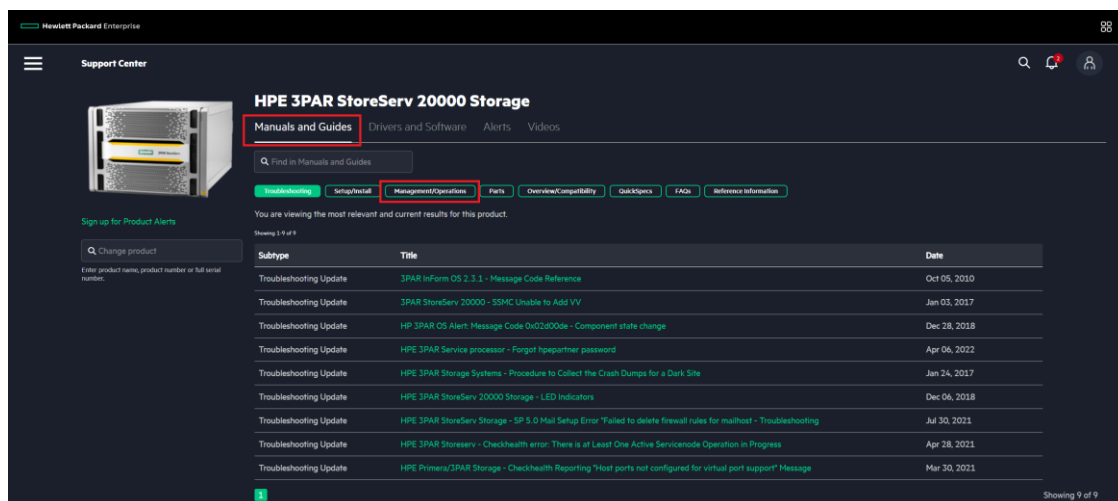 Hewlett Packard Enterprise
Support Center
2
HPE 3PAR StoreServ 20000 Storage
Manuals and Guides Drivers and Software Alerts Videos
Find in Manuals and Guides
Troubleshooting Setup/Install Management/Operations Parts Overview/Compatibility QuickSpecs FAQs Reference Information
Sign up for Product Alerts
Change product
Enter product name, product number or full serial
number.
You are viewing the most relevant and current results for this product.
Showing 1-9 of 9
Subtype Title Date
Troubleshooting Update 3PAR InForm OS 2.3.1 - Message Code Reference Oct 05, 2010
Troubleshooting Update 3PAR StoreServ 20000 - SSMC Unable to Add VV Jan 03, 2017
Troubleshooting Update HP 3PAR OS Alert: Message Code 0x02d00de - Component state change Dec 28, 2018
Troubleshooting Update HPE 3PAR Service processor - Forgot hpepartner password Apr 06, 2022
Troubleshooting Update HPE 3PAR Storage Systems - Procedure to Collect the Crash Dumps for a Dark Site Jan 24, 2017
Troubleshooting Update HPE 3PAR StoreServ 20000 Storage - LED Indicators Dec 06, 2018
Troubleshooting Update HPE 3PAR StoreServ Storage - SP 5.0 Mail Setup Error "Failed to delete firewall rules for mailhost - Troubleshooting Jul 30, 2021
Troubleshooting Update HPE 3PAR Storeserv - Checkhealth error: There is at Least One Active Servicenode Operation in Progress Apr 28, 2021
Troubleshooting Update HPE Primera/3PAR Storage - Checkhealth Reporting "Host ports not configured for virtual port support" Message Mar 30, 2021
1
Showing 9 of 9